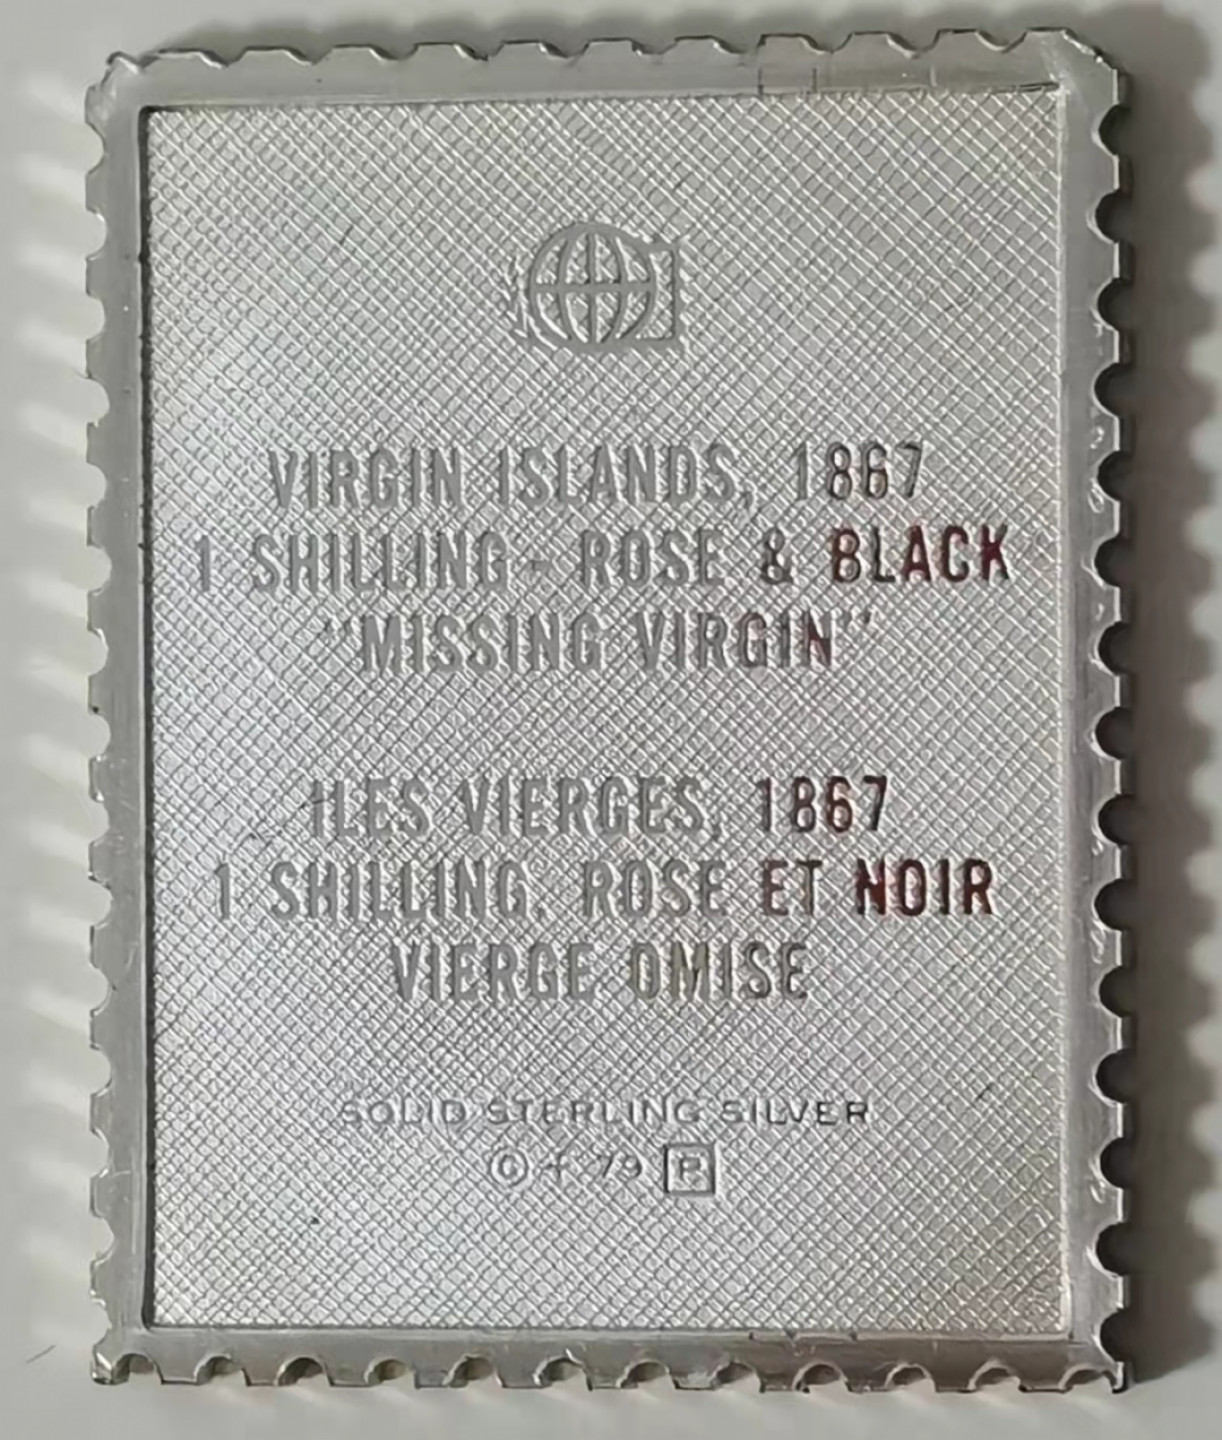 VIRGIN ISLANDS, 1867
1 SHILLING - ROSE & BLACK
"MISSING VIRGIN"
ILES VIERGES, 1867
1 SHILLING. ROSE ET NOIR
VIERGE OMISE
SOLID STERLING SILVER
© 79 P